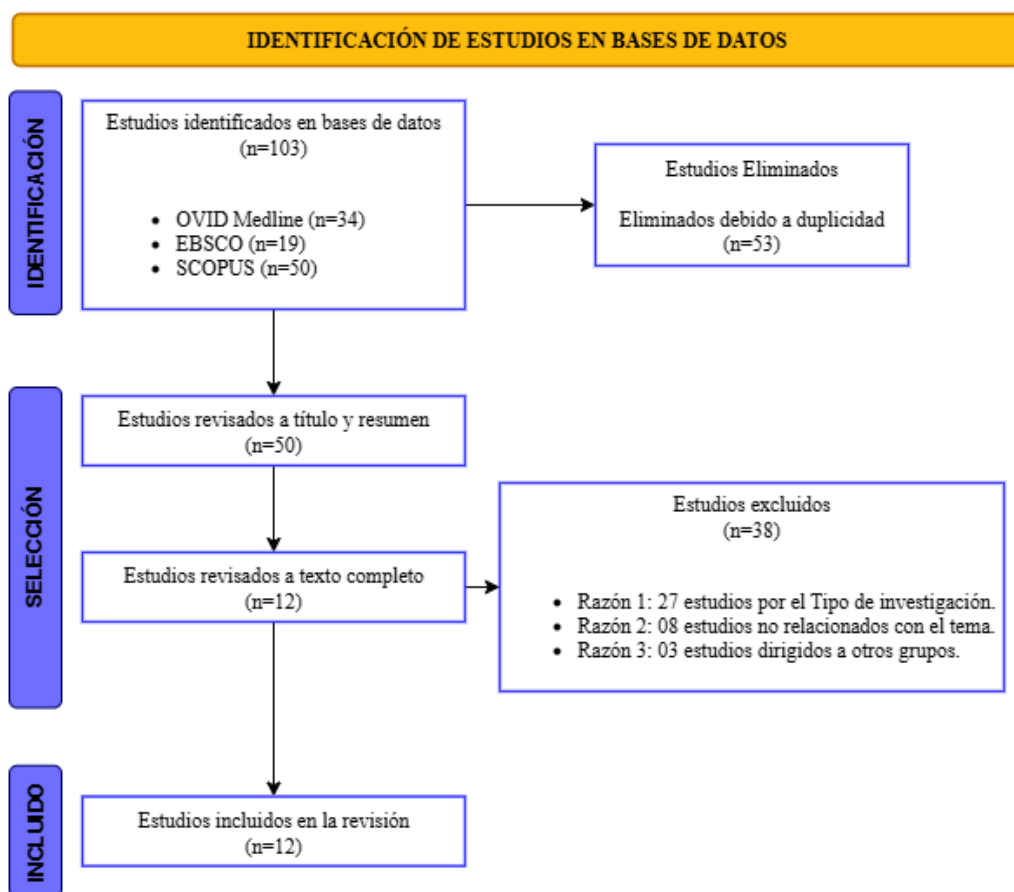 IDENTIFICACIÓN DE ESTUDIOS EN BASES DE DATOS
IDENTIFICACIÓN
Estudios identificados en bases de datos
(n=103)
• OVID Medline (n=34)
• EBSCO (n=19)
• SCOPUS (n=50)
Estudios Eliminados
Eliminados debido a duplicidad
(n=53)
SELECCIÓN
Estudios revisados a título y resumen
(n=50)
Estudios revisados a texto completo
(n=12)
Estudios excluidos
(n=38)
• Razón 1: 27 estudios por el Tipo de investigación.
• Razón 2: 08 estudios no relacionados con el tema.
• Razón 3: 03 estudios dirigidos a otros grupos.
INCLUIDO
Estudios incluidos en la revisión
(n=12)